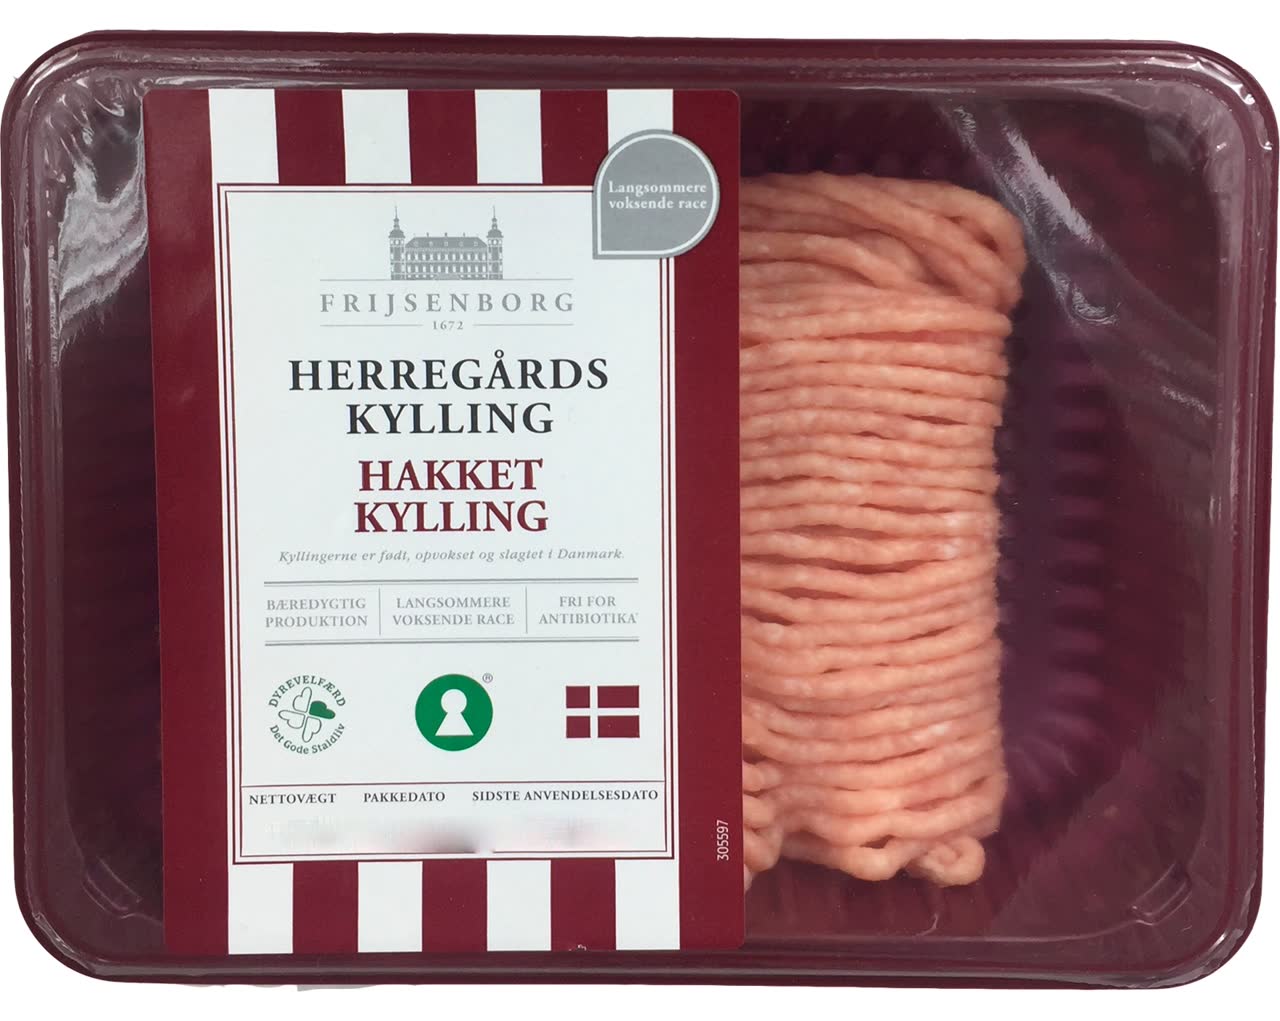 Langsommere
voksende race
FRIJSENBORG
1672
HERREGÅRDS
KYLLING
HAKKET
KYLLING
Kyllingerne er født, opvokset og slagtet i Danmark.
BÆREDYGTIG
PRODUKTION
LANGSOMMERE
VOKSENDE RACE
FRI FOR
ANTIBIOTIKA*
DYREVELFÆRD
Det Gode Staldliv
®
NETTOVÆGT PAKKEDATO SIDSTE ANVENDELSESDATO
305597